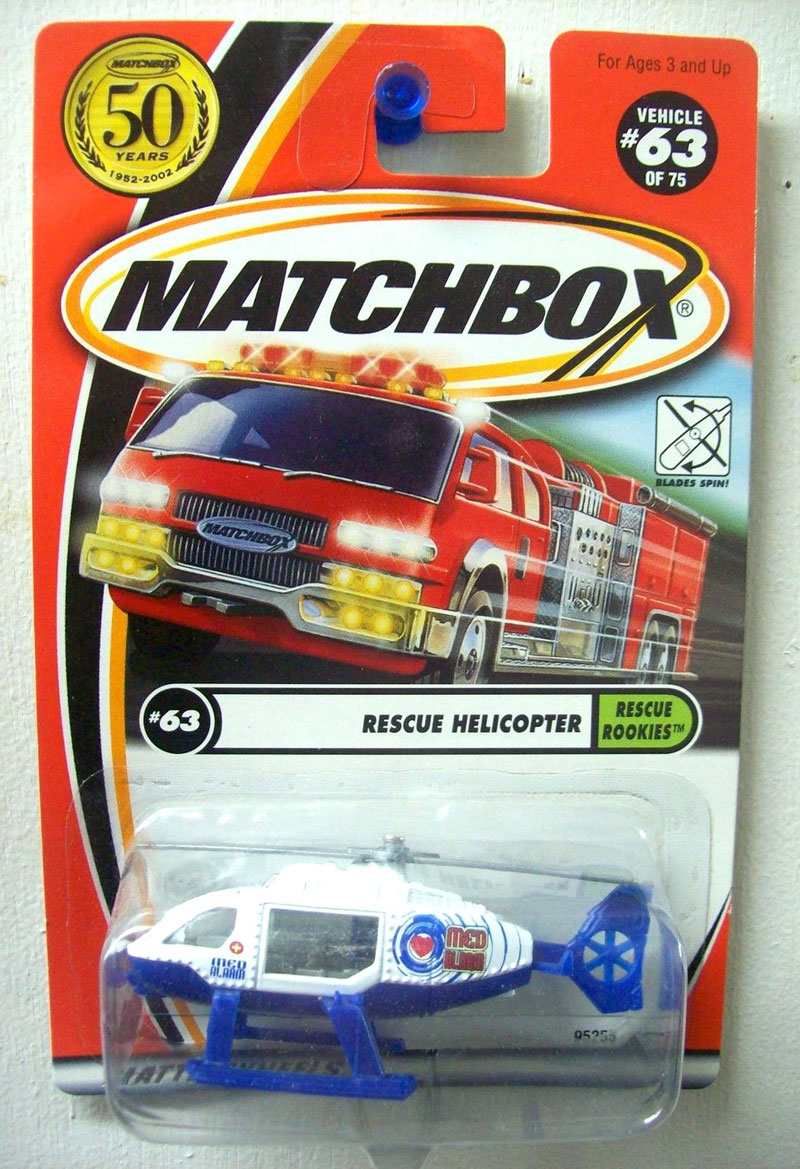 MATCHBOX
50
YEARS
1952-2002
For Ages 3 and Up
VEHICLE
#63
OF 75
MATCHBOX®
BLADES SPIN!
MATCHBOX
#63
RESCUE HELICOPTER
RESCUE
ROOKIES™
MED
ALARM
MED
ALARM